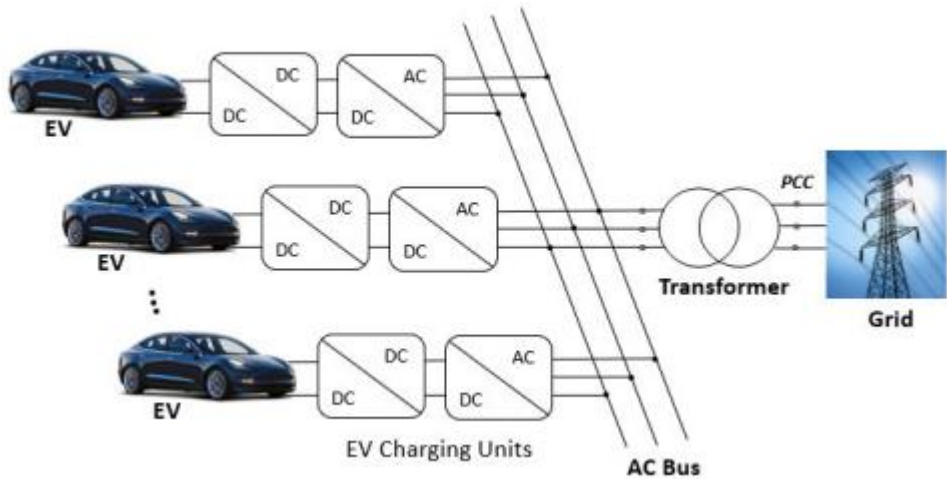 DC
AC
DC
DC
EV
PCC
DC
AC
DC
DC
EV
Transformer
Grid
DC
AC
DC
DC
EV
EV Charging Units
AC Bus